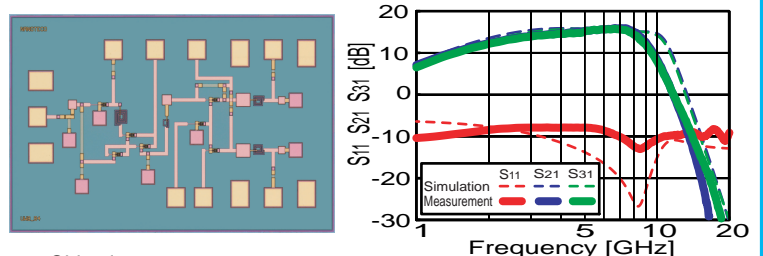 20
10
0
-10
-20
-30
S11 S21 S31 [dB]
S11 S21 S31
Simulation
Measurement
1 5 10 20
Frequency [GHz]